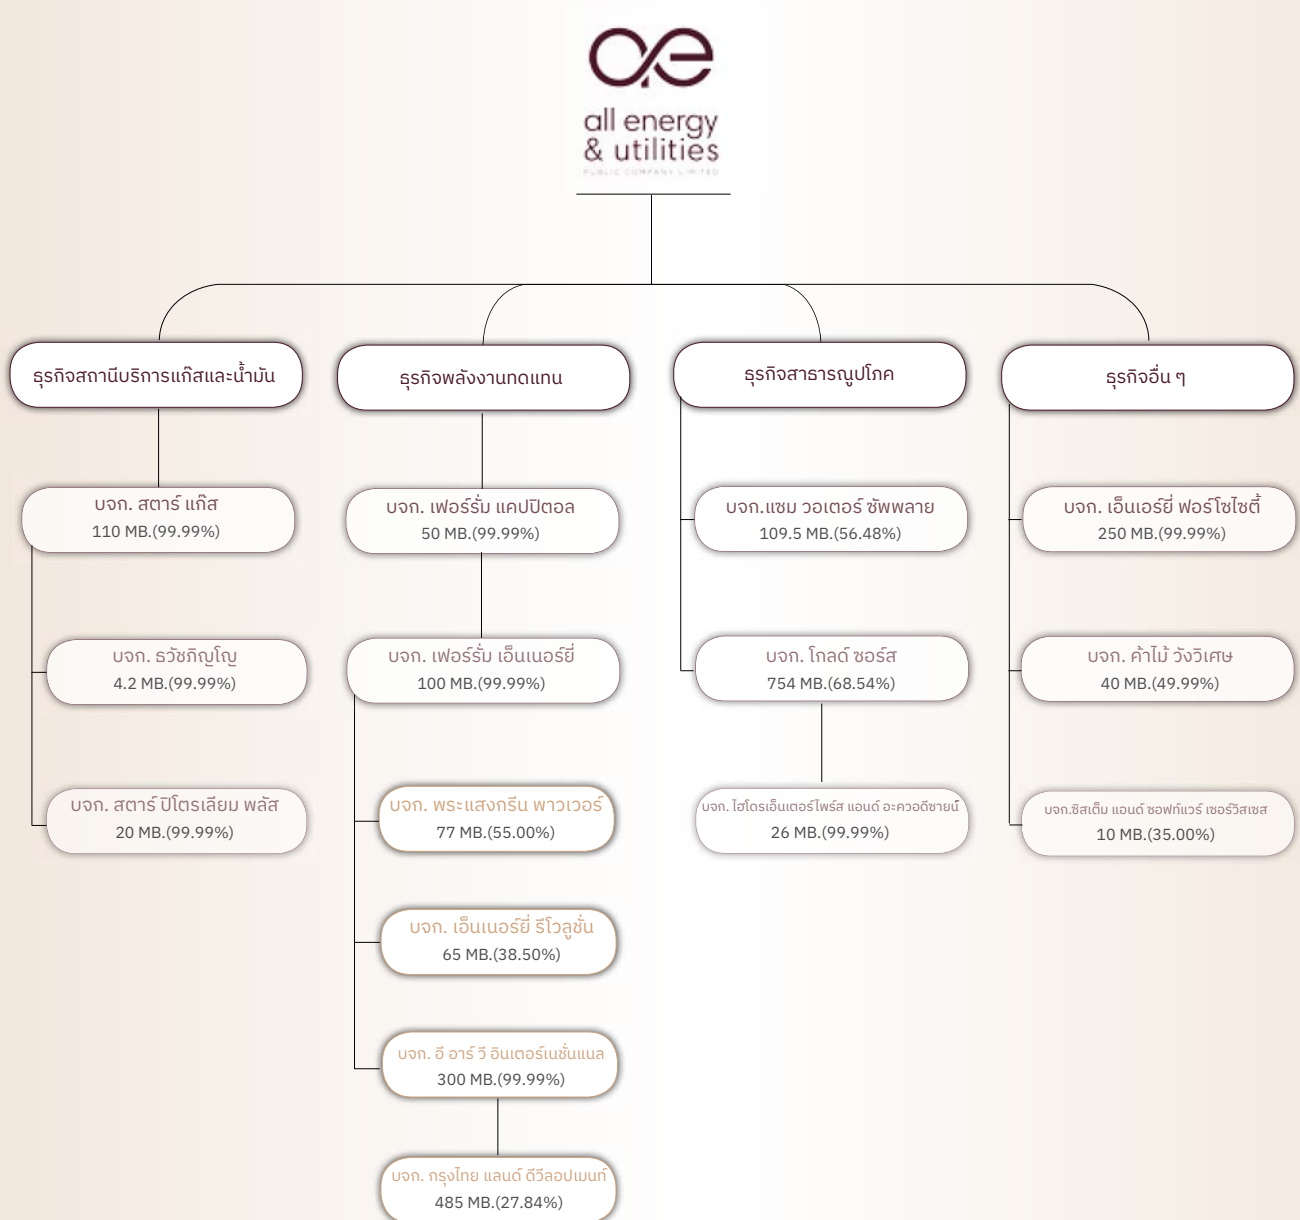 all energy
& utilities
PUBLIC COMPANY LIMITED
ธุรกิจสถานีบริการแก๊สและน้ำมัน
บจก. สตาร์ แก๊ส
110 MB.(99.99%)
บจก. ธวัชภิญโญ
4.2 MB.(99.99%)
บจก. สตาร์ ปิโตรเลียม พลัส
20 MB.(99.99%)
ธุรกิจพลังงานทดแทน
บจก. เฟอร์รั่ม แคปปิตอล
50 MB.(99.99%)
บจก. เฟอร์รั่ม เอ็นเนอร์ยี่
100 MB.(99.99%)
บจก. พระแสงกรีน พาวเวอร์
77 MB.(55.00%)
บจก. เอ็นเนอร์ยี่ รีโวลูชั่น
65 MB.(38.50%)
บจก. อี อาร์ วี อินเตอร์เนชั่นแนล
300 MB.(99.99%)
บจก. กรุงไทย แลนด์ ดีวีลอปเมนท์
485 MB.(27.84%)
ธุรกิจสาธารณูปโภค
บจก.แซม วอเตอร์ ซัพพลาย
109.5 MB.(56.48%)
บจก. โกลด์ ซอร์ส
754 MB.(68.54%)
บจก. ไฮโดรเอ็นเตอร์ไพร์ส แอนด์ อะควอดีซายน์
26 MB.(99.99%)
ธุรกิจอื่น ๆ
บจก. เอ็นเอร์ยี่ ฟอร์โซไซตี้
250 MB.(99.99%)
บจก. ค้าไม้ วังวิเศษ
40 MB.(49.99%)
บจก.ซิสเต็ม แอนด์ ซอฟท์แวร์ เซอร์วิสเซส
10 MB.(35.00%)